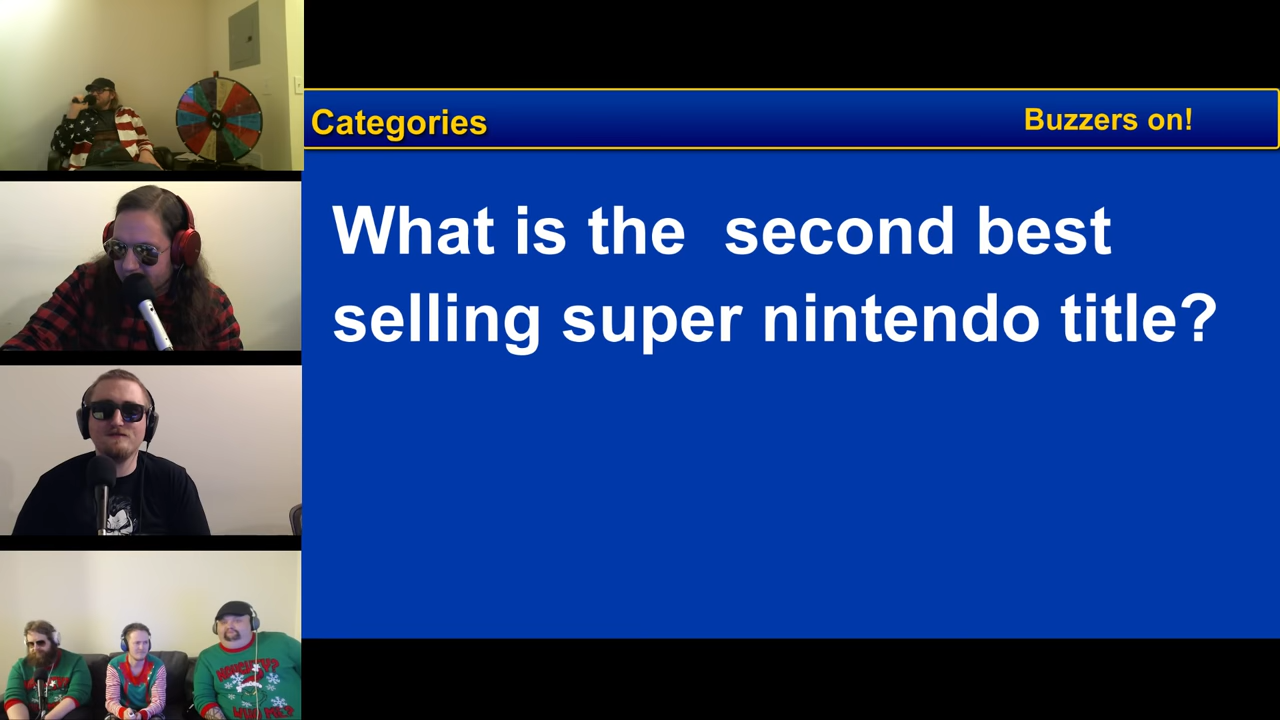 Categories
Buzzers on!
What is the  second best
selling super nintendo title?